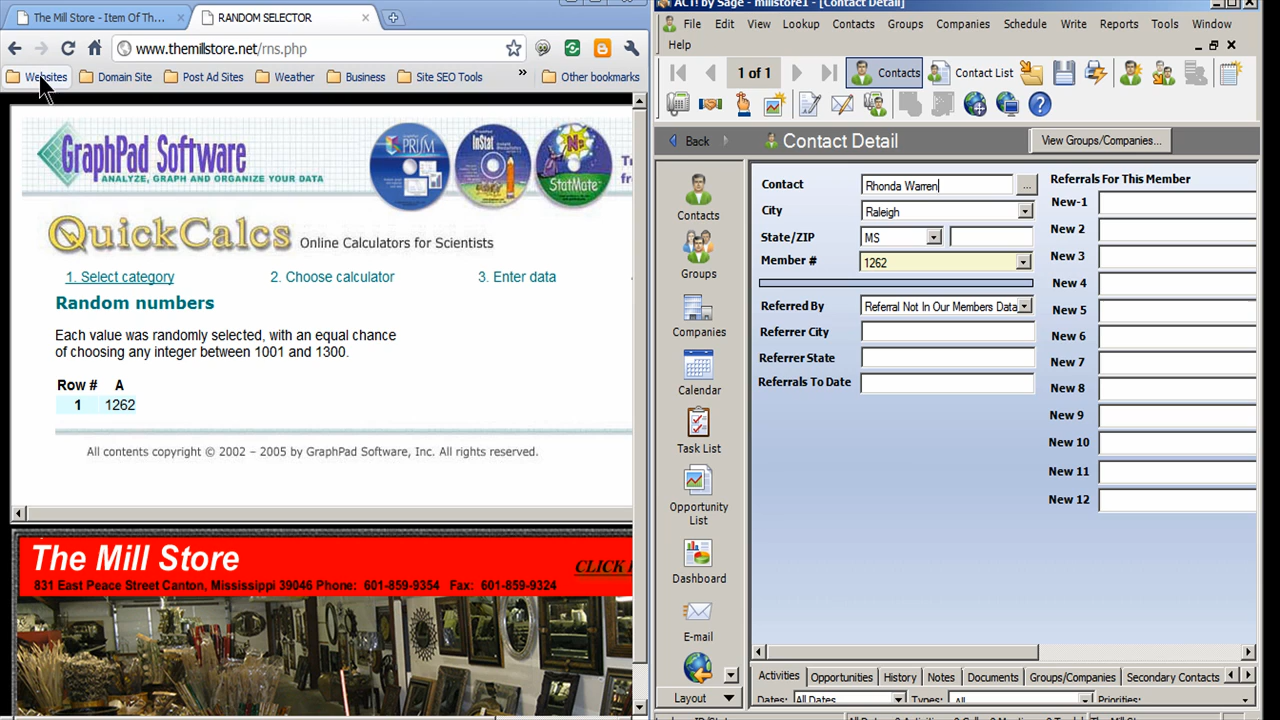 The Mill Store - Item Of Th...
RANDOM SELECTOR
www.themillstore.net/rns.php
Websites
Domain Site
Post Ad Sites
Weather
Business
Site SEO Tools
»
Other bookmarks
GraphPad Software
ANALYZE, GRAPH AND ORGANIZE YOUR DATA
PRISM
InStat
StatMate
QuickCalcs Online Calculators for Scientists
1. Select category
2. Choose calculator
3. Enter data
Random numbers
Each value was randomly selected, with an equal chance
of choosing any integer between 1001 and 1300.
Row # A
1 1262
All contents copyright © 2002 – 2005 by GraphPad Software, Inc. All rights reserved.
The Mill Store
831 East Peace Street Canton, Mississippi 39046 Phone: 601-859-9354 Fax: 601-859-9324
CLICK
ACT! by Sage - millstore1 - [Contact Detail]
File Edit View Lookup Contacts Groups Companies Schedule Write Reports Tools Window
Help
1 of 1
Contacts
Contact List
Back
Contact Detail
View Groups/Companies...
Contacts
Groups
Companies
Calendar
Task List
Opportunity
List
Dashboard
E-mail
Layout
Contact Rhonda Warren ...
City Raleigh
State/ZIP MS
Member # 1262
Referred By Referral Not In Our Members Data
Referrer City
Referrer State
Referrals To Date
Referrals For This Member
New-1
New 2
New 3
New 4
New 5
New 6
New 7
New 8
New 9
New 10
New 11
New 12
Activities Opportunities History Notes Documents Groups/Companies Secondary Contacts
Dates: All Dates Types: All Priorities: